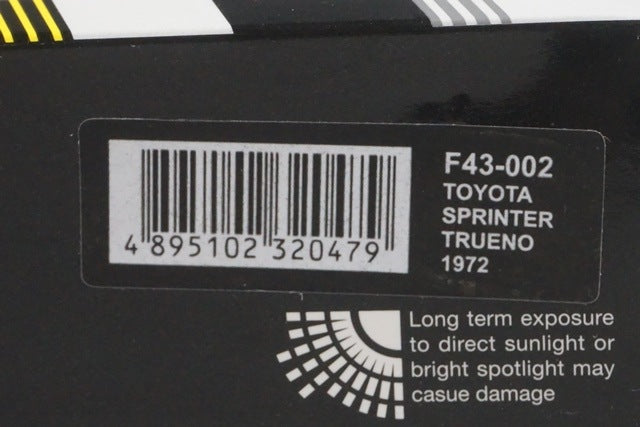 F43-002
TOYOTA
SPRINTER
TRUENO
1972
4 895102 320479
Long term exposure
to direct sunlight or
bright spotlight may
casue damage